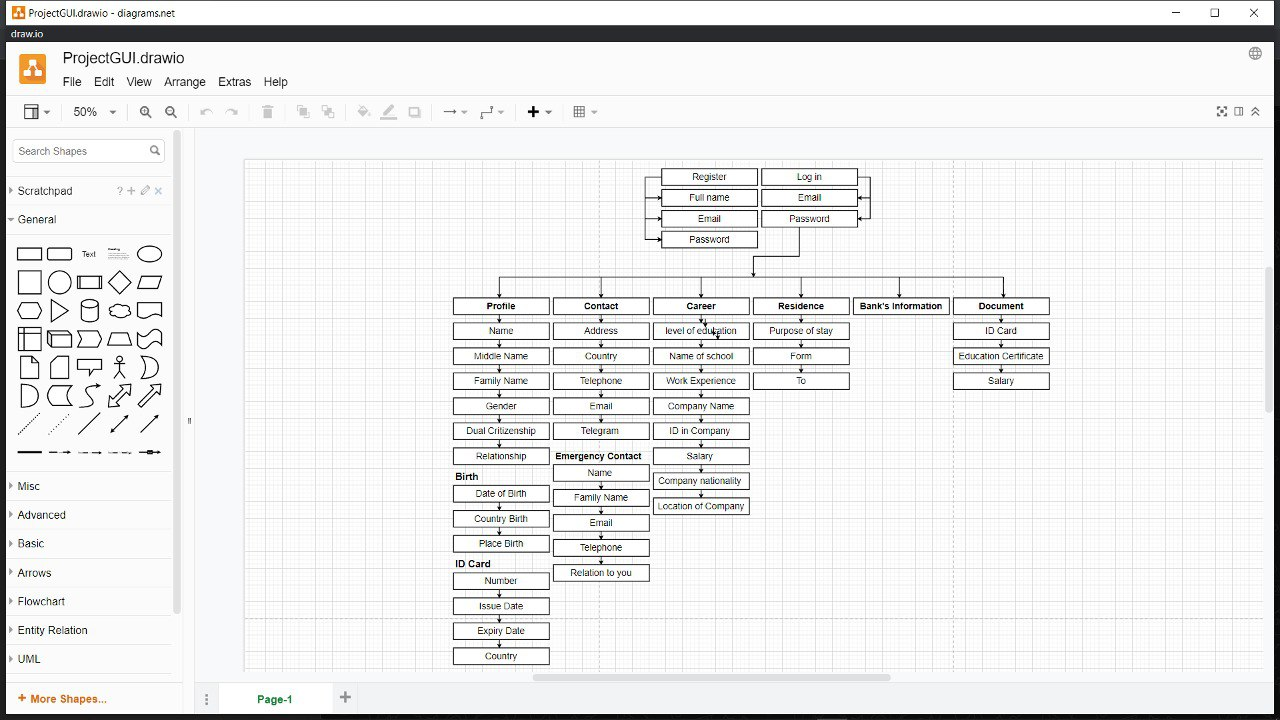 ProjectGUI.drawio - diagrams.net
draw.io
ProjectGUI.drawio
File Edit View Arrange Extras Help
50%
Search Shapes
Scratchpad
?
General
Text
Heading
Misc
Advanced
Basic
Arrows
Flowchart
Entity Relation
UML
+ More Shapes...
Register
Full name
Email
Password
Log in
Email
Password
Profile
Name
Middle Name
Family Name
Gender
Dual Critizenship
Relationship
Birth
Date of Birth
Country Birth
Place Birth
ID Card
Number
Issue Date
Expiry Date
Country
Contact
Address
Country
Telephone
Email
Telegram
Emergency Contact
Name
Family Name
Email
Telephone
Relation to you
Career
level of education
Name of school
Work Experience
Company Name
ID in Company
Salary
Company nationality
Location of Company
Residence
Purpose of stay
Form
To
Bank's Information
Document
ID Card
Education Certificate
Salary
Page-1